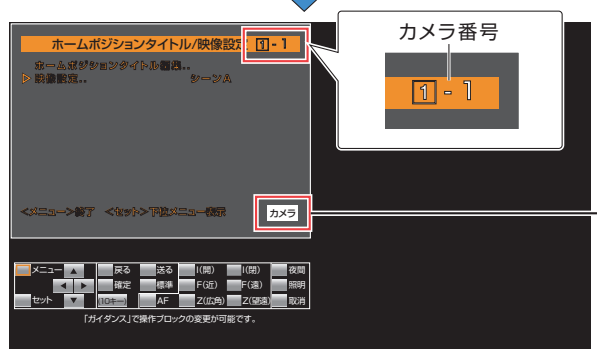 ホームポジションタイトル/映像設定 1-1
ホームポジションタイトル編集..
▷映像設定.. シーンA
<メニュー>終了 <セット>下位メニュー表示
カメラ
カメラ番号
1 - 1
メニュー ▲ 戻る 送る I(開) I(閉) 夜間
◀ ▶ 確定 標準 F(近) F(遠) 照明
セット ▼ (10キー) AF Z(広角) Z(望遠) 取消
「ガイダンス」で操作ブロックの変更が可能です。